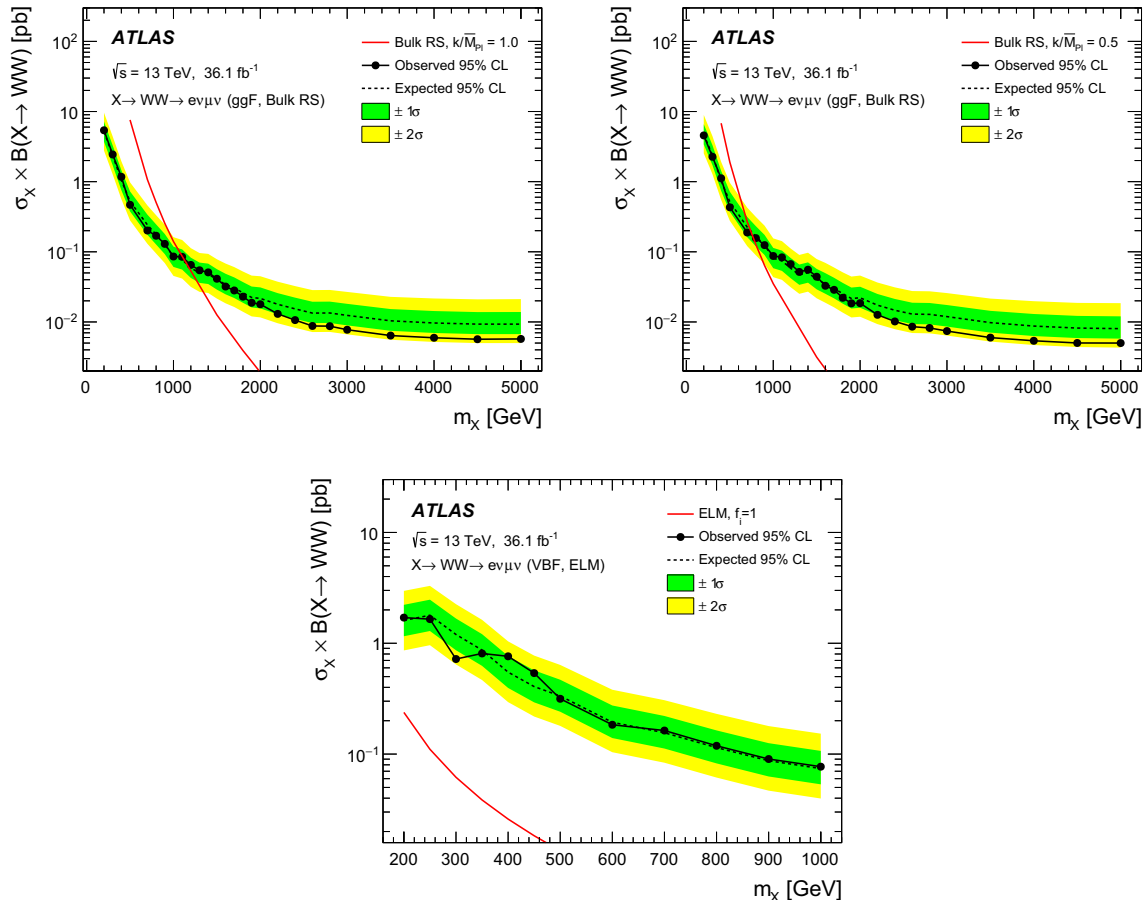 σX × B(X→ WW) [pb]
10²
10
1
10⁻¹
10⁻²
ATLAS
√s = 13 TeV, 36.1 fb⁻¹
X→ WW→ eνμν (ggF, Bulk RS)
Bulk RS, k/M̅Pl = 1.0
Observed 95% CL
Expected 95% CL
± 1σ
± 2σ
0 1000 2000 3000 4000 5000
mX [GeV]
σX × B(X→ WW) [pb]
10²
10
1
10⁻¹
10⁻²
ATLAS
√s = 13 TeV, 36.1 fb⁻¹
X→ WW→ eνμν (ggF, Bulk RS)
Bulk RS, k/M̅Pl = 0.5
Observed 95% CL
Expected 95% CL
± 1σ
± 2σ
0 1000 2000 3000 4000 5000
mX [GeV]
σX × B(X→ WW) [pb]
10
1
10⁻¹
ATLAS
√s = 13 TeV, 36.1 fb⁻¹
X→ WW→ eνμν (VBF, ELM)
ELM, fi=1
Observed 95% CL
Expected 95% CL
± 1σ
± 2σ
200 300 400 500 600 700 800 900 1000
mX [GeV]